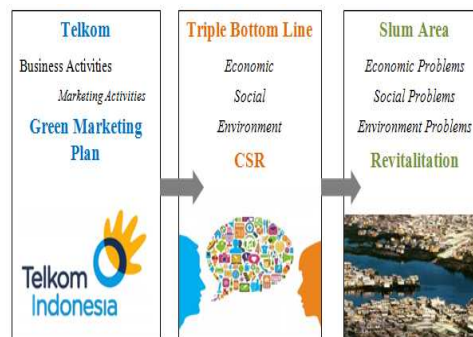 Telkom
Business Activities
Marketing Activities
Green Marketing
Plan
Telkom
Indonesia
Triple Bottom Line
Economic
Social
Environment
CSR
Slum Area
Economic Problems
Social Problems
Environment Problems
Revitalitation